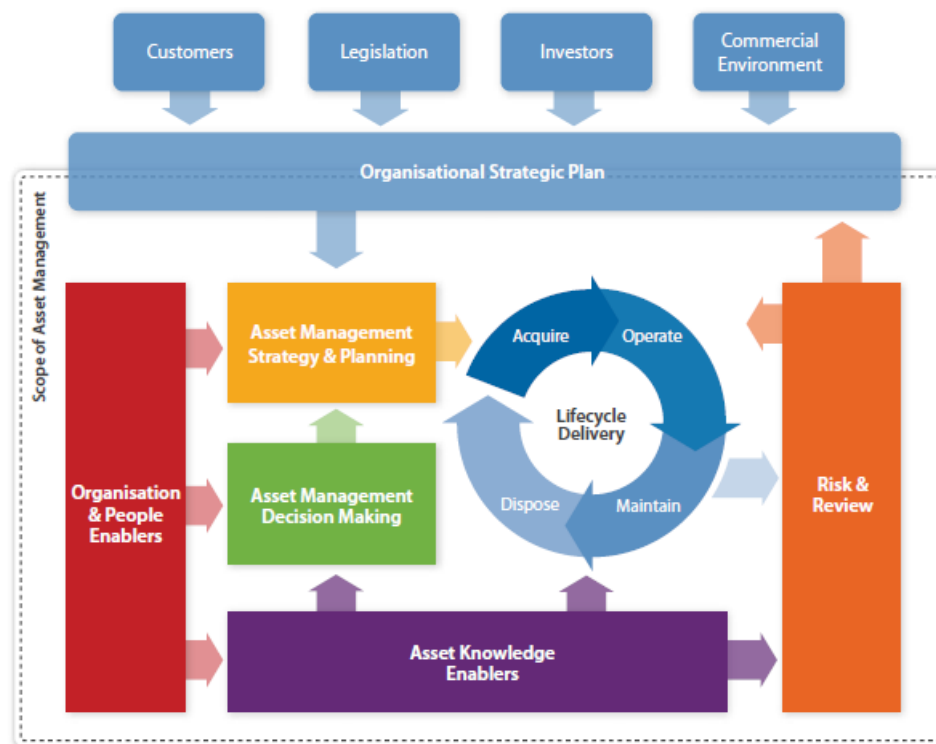 Customers
Legislation
Investors
Commercial
Environment
Organisational Strategic Plan
Scope of Asset Management
Asset Management
Strategy & Planning
Acquire
Operate
Lifecycle
Delivery
Organisation
& People
Enablers
Asset Management
Decision Making
Dispose
Maintain
Risk &
Review
Asset Knowledge
Enablers